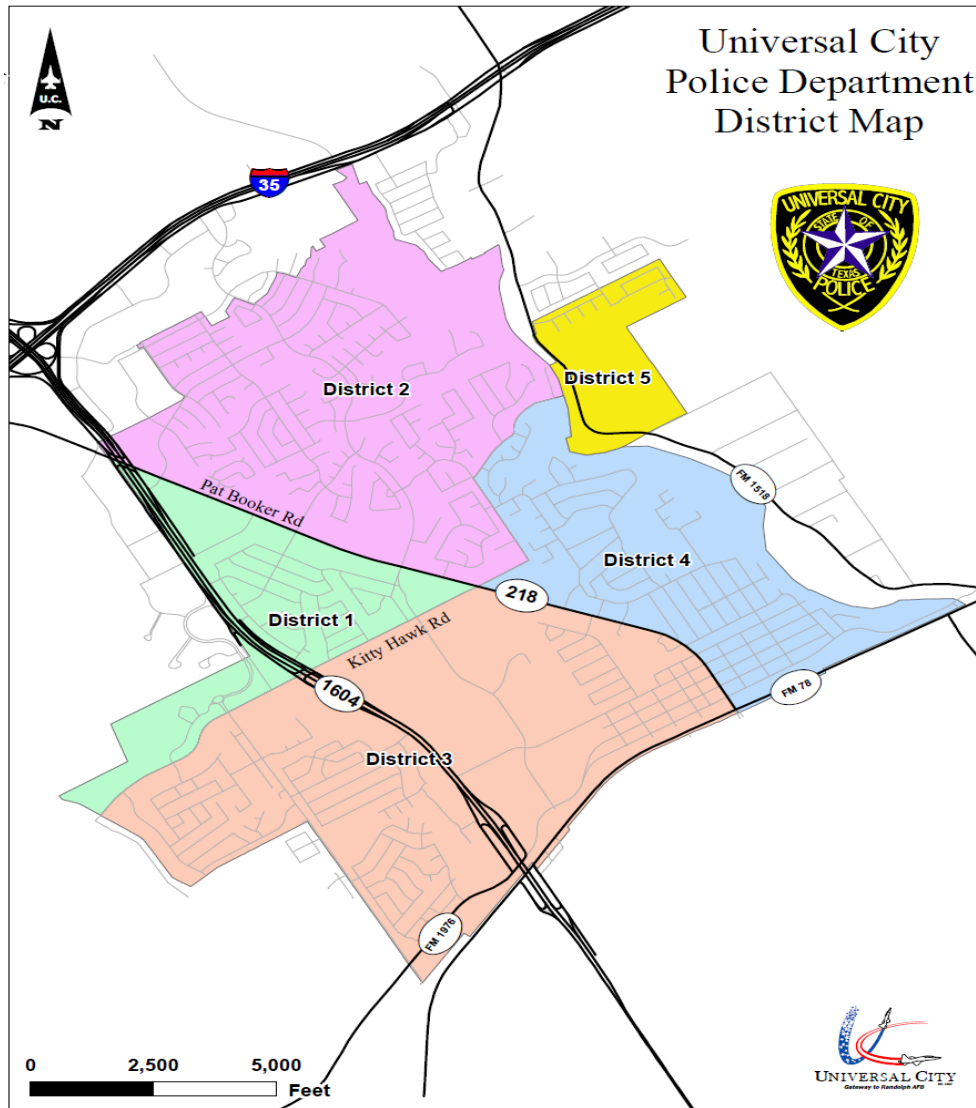 Universal City
Police Department
District Map
U.C.
N
35
UNIVERSAL CITY
STATE OF
TEXAS
POLICE
District 2
District 5
Pat Booker Rd
FM 1518
District 4
218
District 1
Kitty Hawk Rd
1604
FM 78
District 3
FM 1976
0 2,500 5,000
Feet
UNIVERSAL CITY
Gateway to Randolph AFB